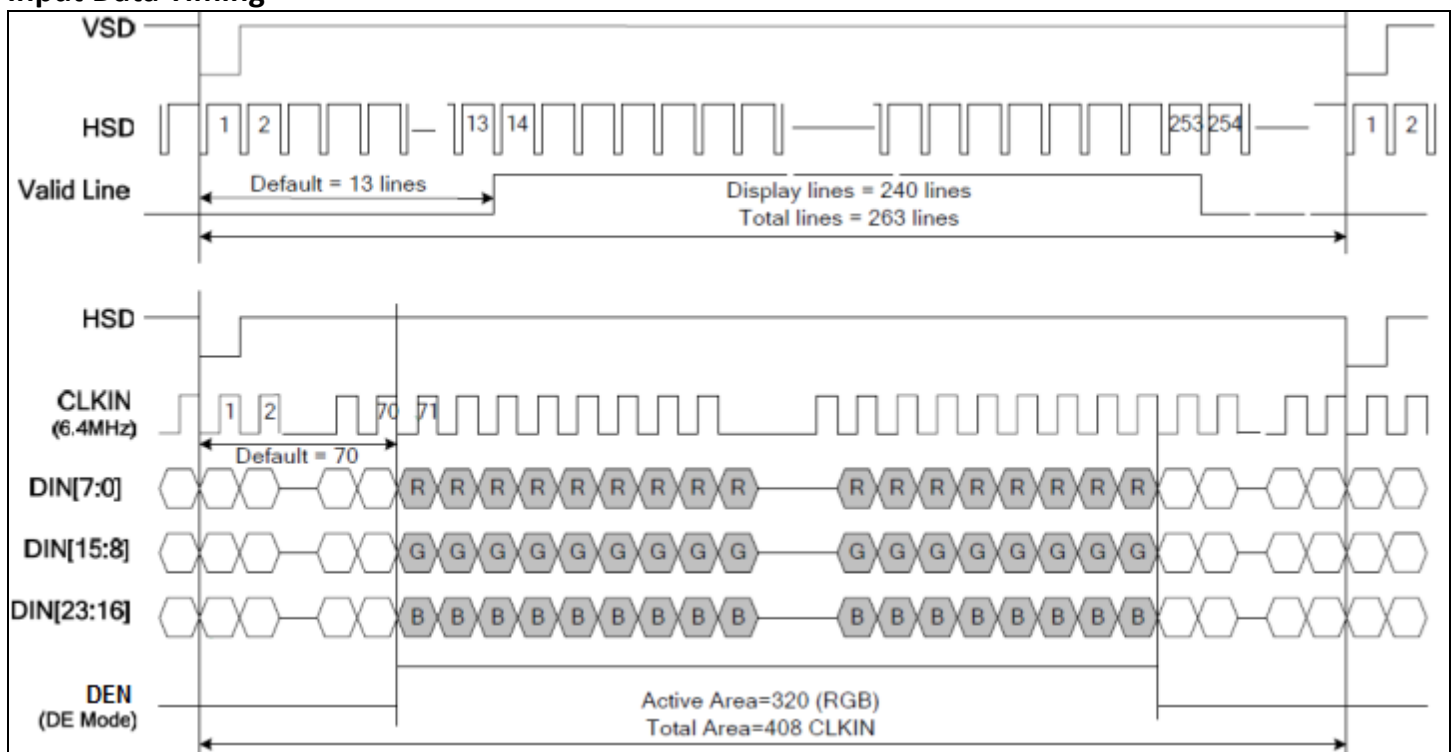 Input Data Timing
VSD
HSD
1 2 13 14 253 254 1 2
Valid Line
Default = 13 lines
Display lines = 240 lines
Total lines = 263 lines
HSD
CLKIN
(6.4MHz)
1 2 70 71
Default = 70
DIN[7:0]
R R R R R R R R R R R R R R R R R
DIN[15:8]
G G G G G G G G G G G G G G G G G
DIN[23:16]
B B B B B B B B B B B B B B B B B
DEN
(DE Mode)
Active Area=320 (RGB)
Total Area=408 CLKIN